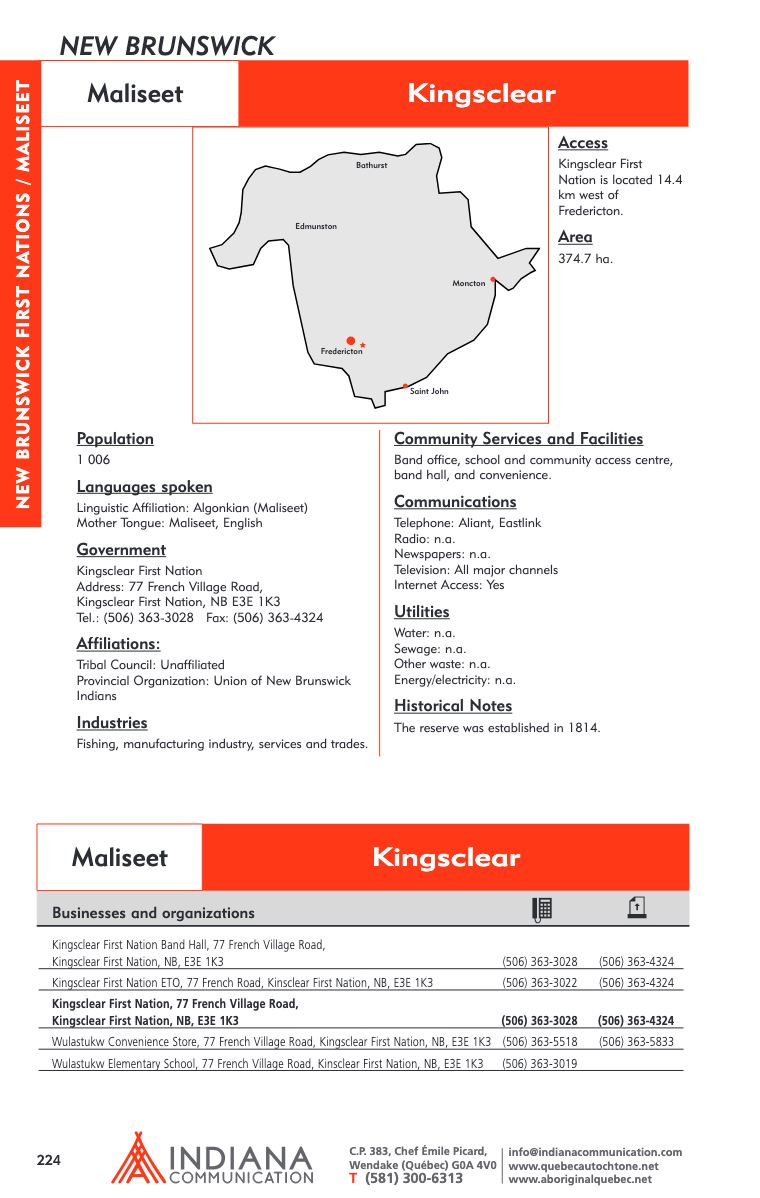 NEW BRUNSWICK
NEW BRUNSWICK FIRST NATIONS / MALISEET
Maliseet
Kingsclear
Bathurst
Edmunston
Moncton
Fredericton
Saint John
Access
Kingsclear First
Nation is located 14.4
km west of
Fredericton.
Area
374.7 ha.
Population
1 006
Languages spoken
Linguistic Affiliation: Algonkian (Maliseet)
Mother Tongue: Maliseet, English
Government
Kingsclear First Nation
Address: 77 French Village Road,
Kingsclear First Nation, NB E3E 1K3
Tel.: (506) 363-3028 Fax: (506) 363-4324
Affiliations:
Tribal Council: Unaffiliated
Provincial Organization: Union of New Brunswick
Indians
Industries
Fishing, manufacturing industry, services and trades.
Community Services and Facilities
Band office, school and community access centre,
band hall, and convenience.
Communications
Telephone: Aliant, Eastlink
Radio: n.a.
Newspapers: n.a.
Television: All major channels
Internet Access: Yes
Utilities
Water: n.a.
Sewage: n.a.
Other waste: n.a.
Energy/electricity: n.a.
Historical Notes
The reserve was established in 1814.
Maliseet
Kingsclear
Businesses and organizations
Kingsclear First Nation Band Hall, 77 French Village Road,
Kingsclear First Nation, NB, E3E 1K3 (506) 363-3028 (506) 363-4324
Kingsclear First Nation ETO, 77 French Road, Kinsclear First Nation, NB, E3E 1K3 (506) 363-3022 (506) 363-4324
Kingsclear First Nation, 77 French Village Road,
Kingsclear First Nation, NB, E3E 1K3 (506) 363-3028 (506) 363-4324
Wulastukw Convenience Store, 77 French Village Road, Kingsclear First Nation, NB, E3E 1K3 (506) 363-5518 (506) 363-5833
Wulastukw Elementary School, 77 French Village Road, Kinsclear First Nation, NB, E3E 1K3 (506) 363-3019
224
INDIANA
COMMUNICATION
C.P. 383, Chef Émile Picard,
Wendake (Québec) G0A 4V0
T (581) 300-6313
info@indianacommunication.com
www.quebecautochtone.net
www.aboriginalquebec.net